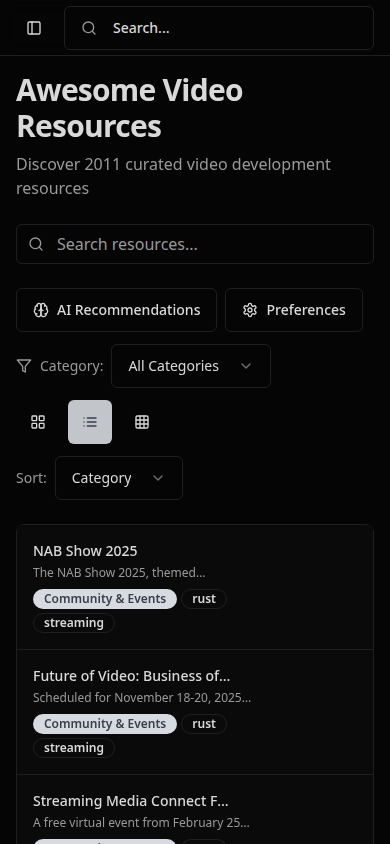 Search...
Awesome Video
Resources
Discover 2011 curated video development
resources
Search resources...
AI Recommendations
Preferences
Category:
All Categories
Sort:
Category
NAB Show 2025
The NAB Show 2025, themed...
Community & Events
rust
streaming
Future of Video: Business of...
Scheduled for November 18-20, 2025...
Community & Events
rust
streaming
Streaming Media Connect F...
A free virtual event from February 25...